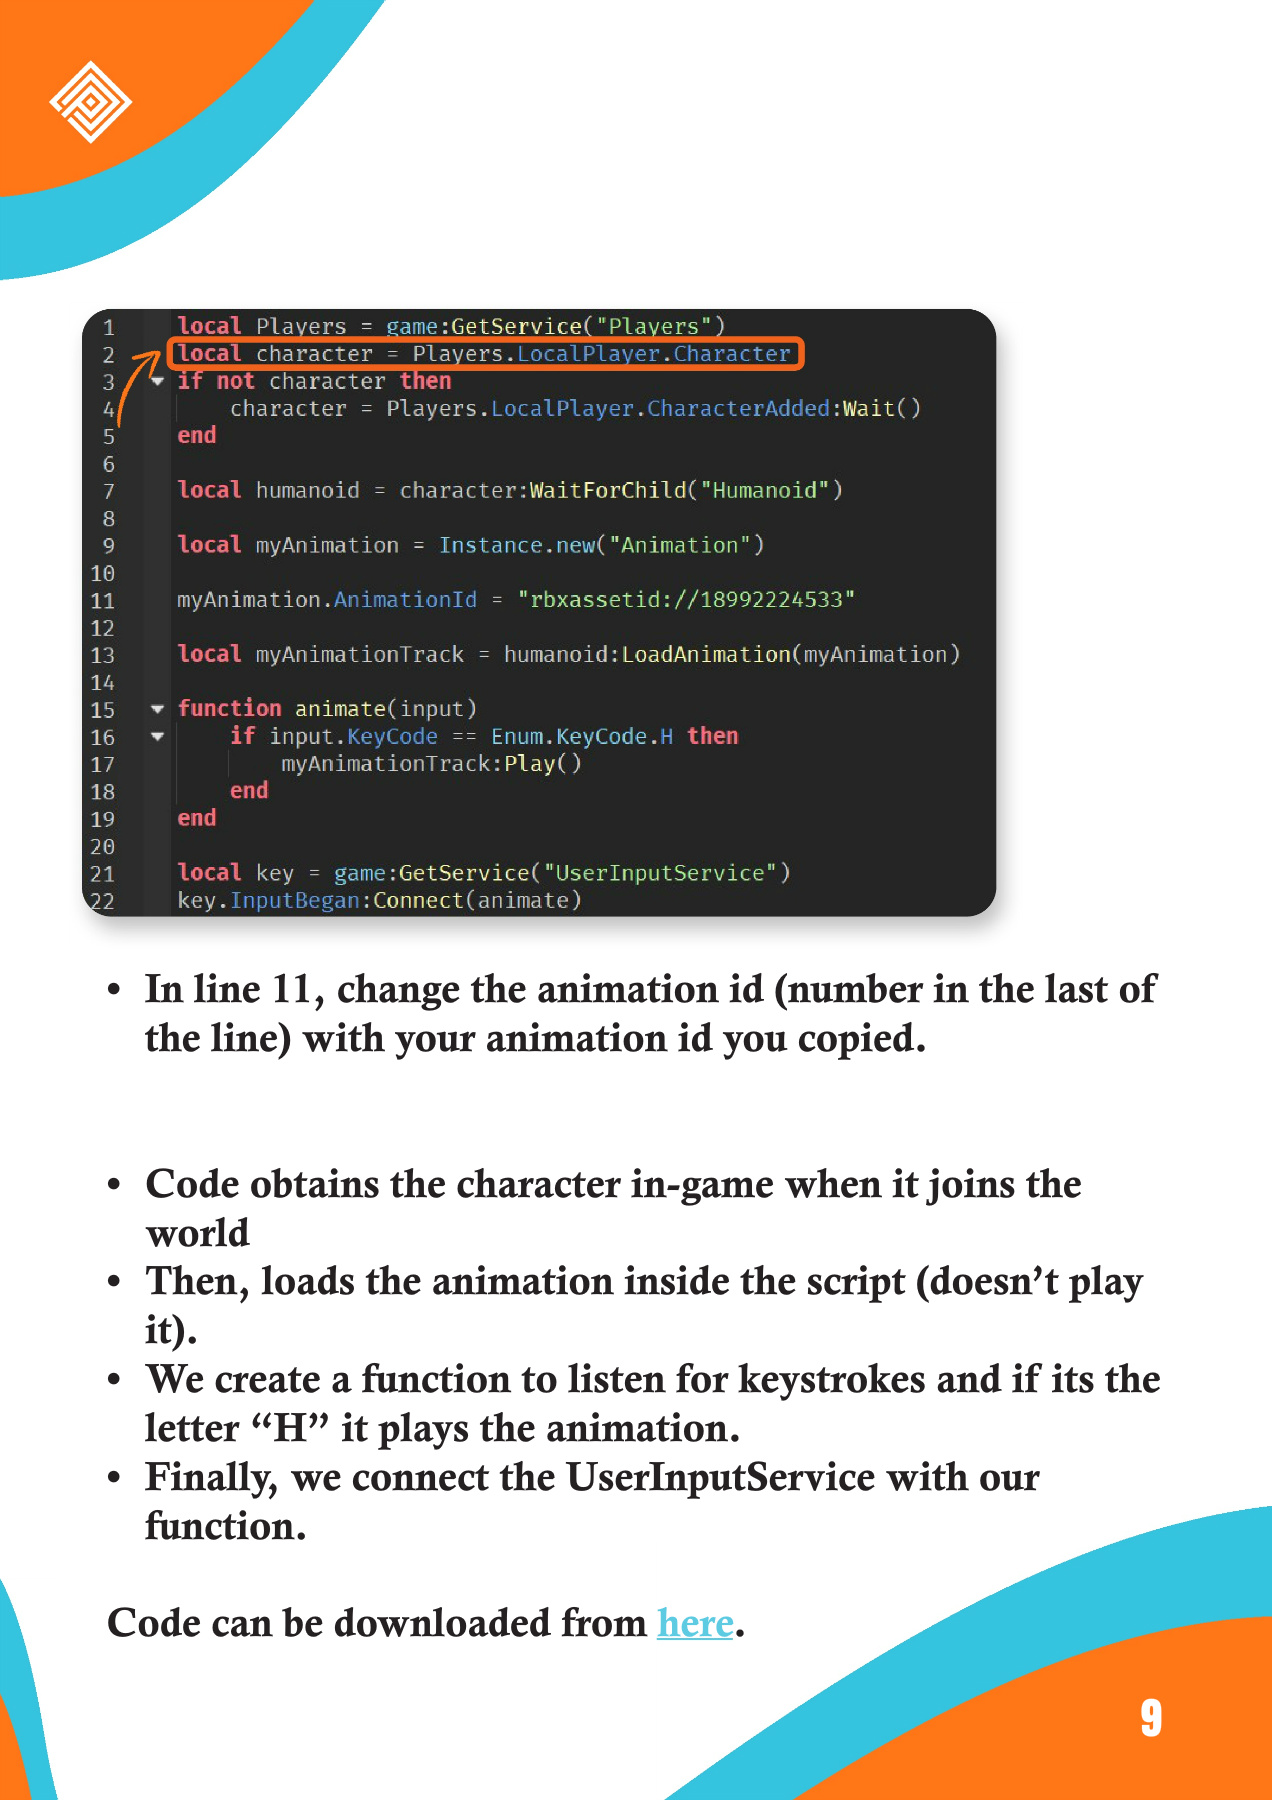 1 local Players = game:GetService("Players")
2 local character = Players.LocalPlayer.Character
3 if not character then
4 character = Players.LocalPlayer.CharacterAdded:Wait()
5 end
6
7 local humanoid = character:WaitForChild("Humanoid")
8
9 local myAnimation = Instance.new("Animation")
10
11 myAnimation.AnimationId = "rbxassetid://18992224533"
12
13 local myAnimationTrack = humanoid:LoadAnimation(myAnimation)
14
15 function animate(input)
16 if input.KeyCode == Enum.KeyCode.H then
17 myAnimationTrack:Play()
18 end
19 end
20
21 local key = game:GetService("UserInputService")
22 key.InputBegan:Connect(animate)
• In line 11, change the animation id (number in the last of
the line) with your animation id you copied.
• Code obtains the character in-game when it joins the
world
• Then, loads the animation inside the script (doesn’t play
it).
• We create a function to listen for keystrokes and if its the
letter “H” it plays the animation.
• Finally, we connect the UserInputService with our
function.
Code can be downloaded from here.
9